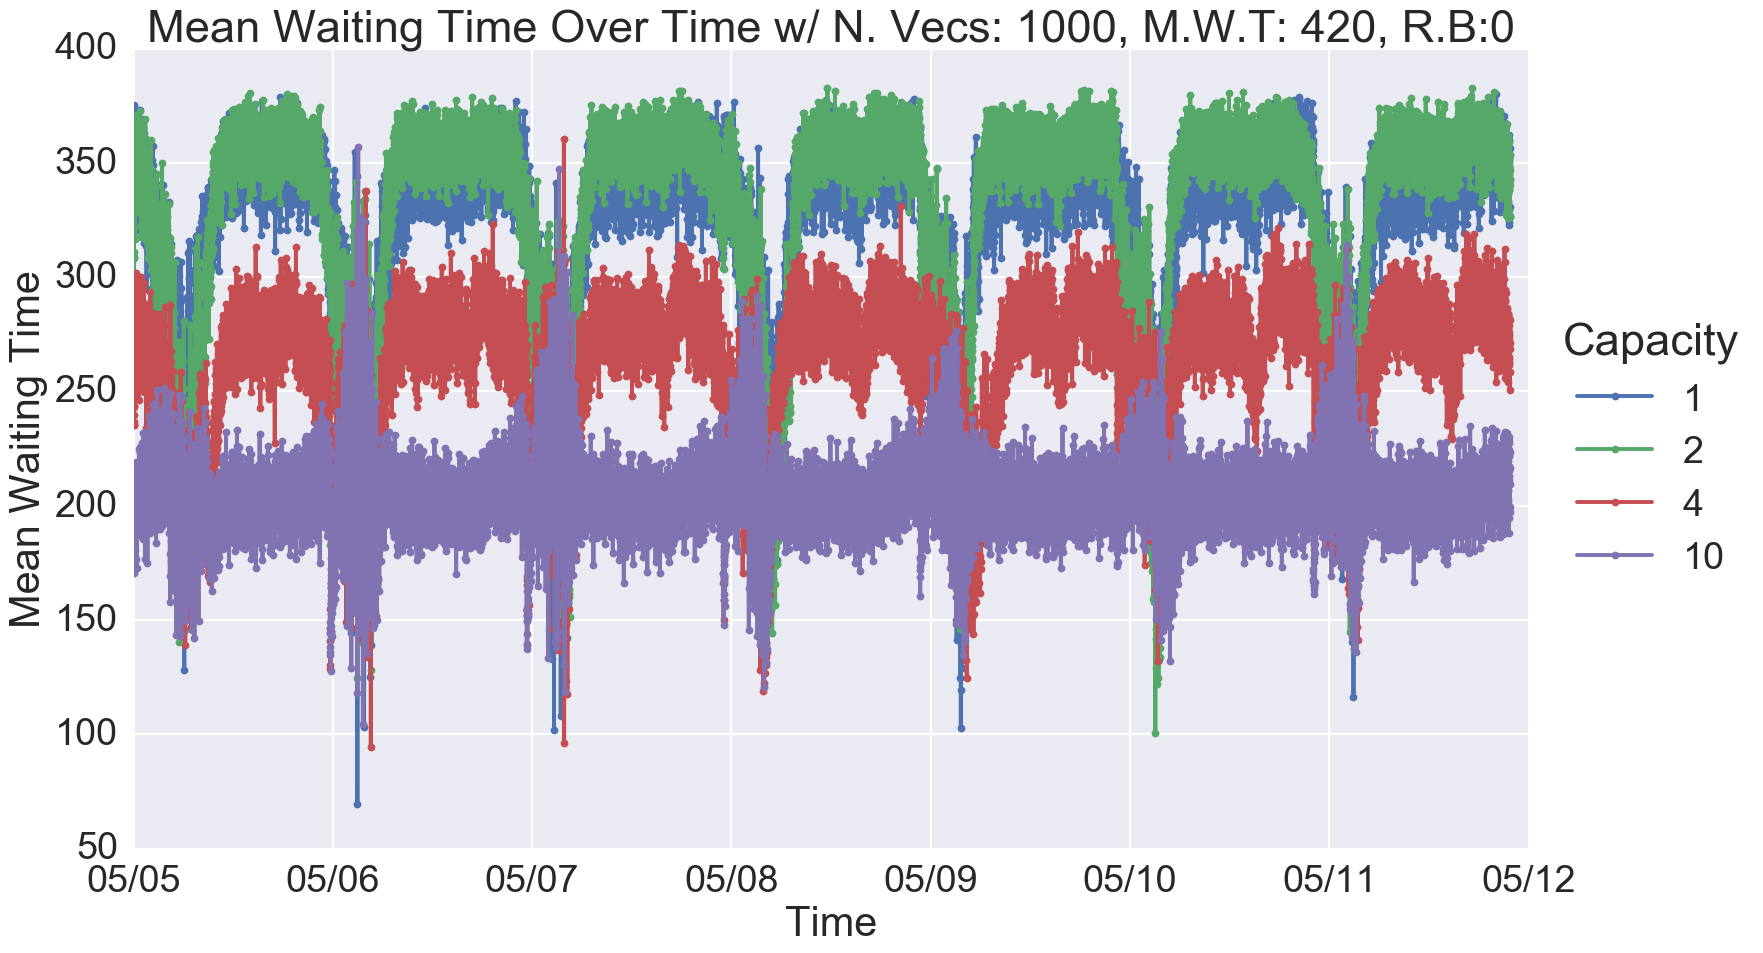 Mean Waiting Time Over Time w/ N. Vecs: 1000, M.W.T: 420, R.B:0
400
350
300
250
200
150
100
50
Mean Waiting Time
05/05 05/06 05/07 05/08 05/09 05/10 05/11 05/12
Time
Capacity
1
2
4
10